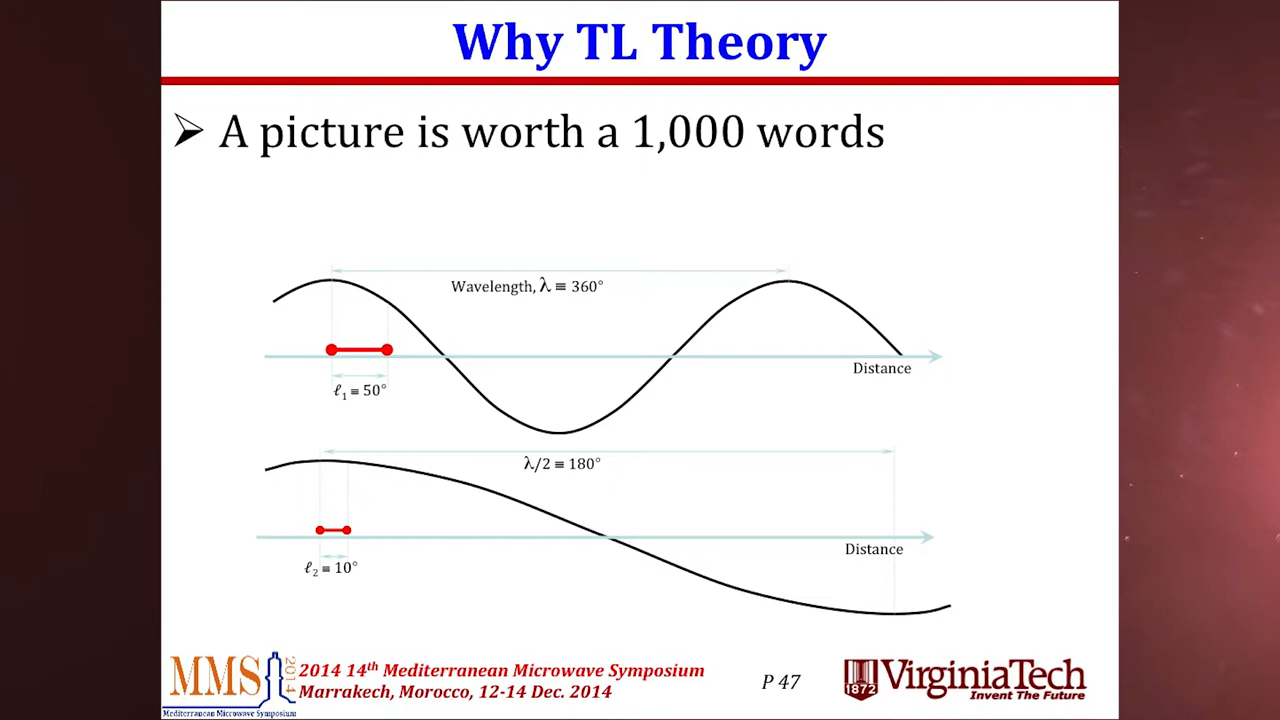 Why TL Theory
➢ A picture is worth a 1,000 words
Wavelength, λ ≡ 360°
Distance
ℓ1 ≡ 50°
λ/2 ≡ 180°
Distance
ℓ2 ≡ 10°
MMS 2014
Mediterranean Microwave Symposium
2014 14th Mediterranean Microwave Symposium
Marrakech, Morocco, 12-14 Dec. 2014
P 47
1872
VirginiaTech
Invent The Future